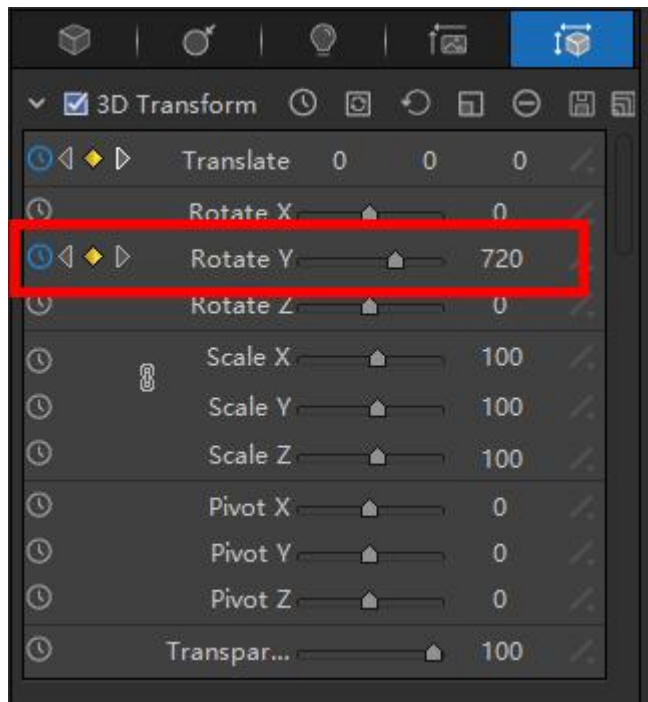 3D Transform
Translate 0 0 0
Rotate X 0
Rotate Y 720
Rotate Z 0
Scale X 100
Scale Y 100
Scale Z 100
Pivot X 0
Pivot Y 0
Pivot Z 0
Transpar... 100